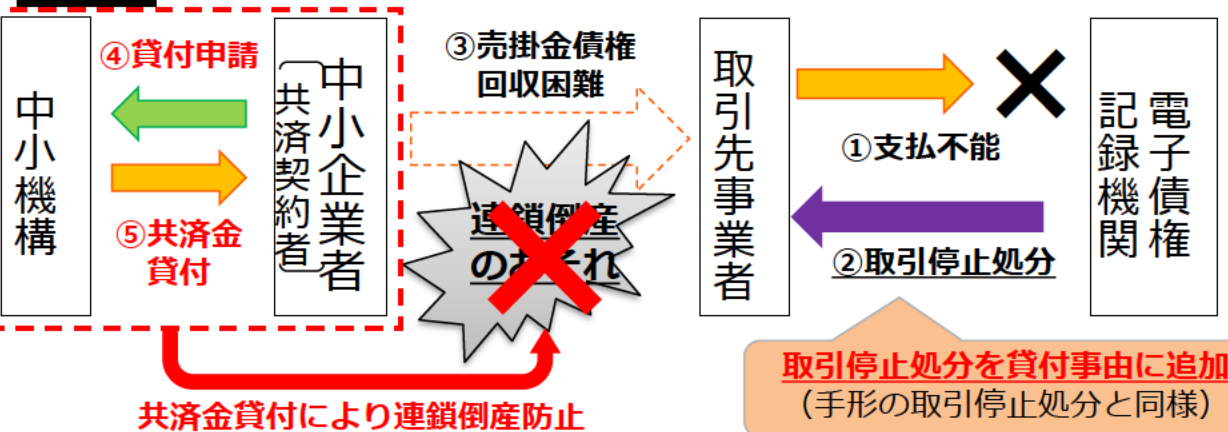 中小機構
④貸付申請
⑤共済金
貸付
中小企業者
〔共済契約者〕
③売掛金債権
回収困難
連鎖倒産
のおそれ
取引先事業者
①支払不能
②取引停止処分
電子債権
記録機関
取引停止処分を貸付事由に追加
（手形の取引停止処分と同様）
共済金貸付により連鎖倒産防止